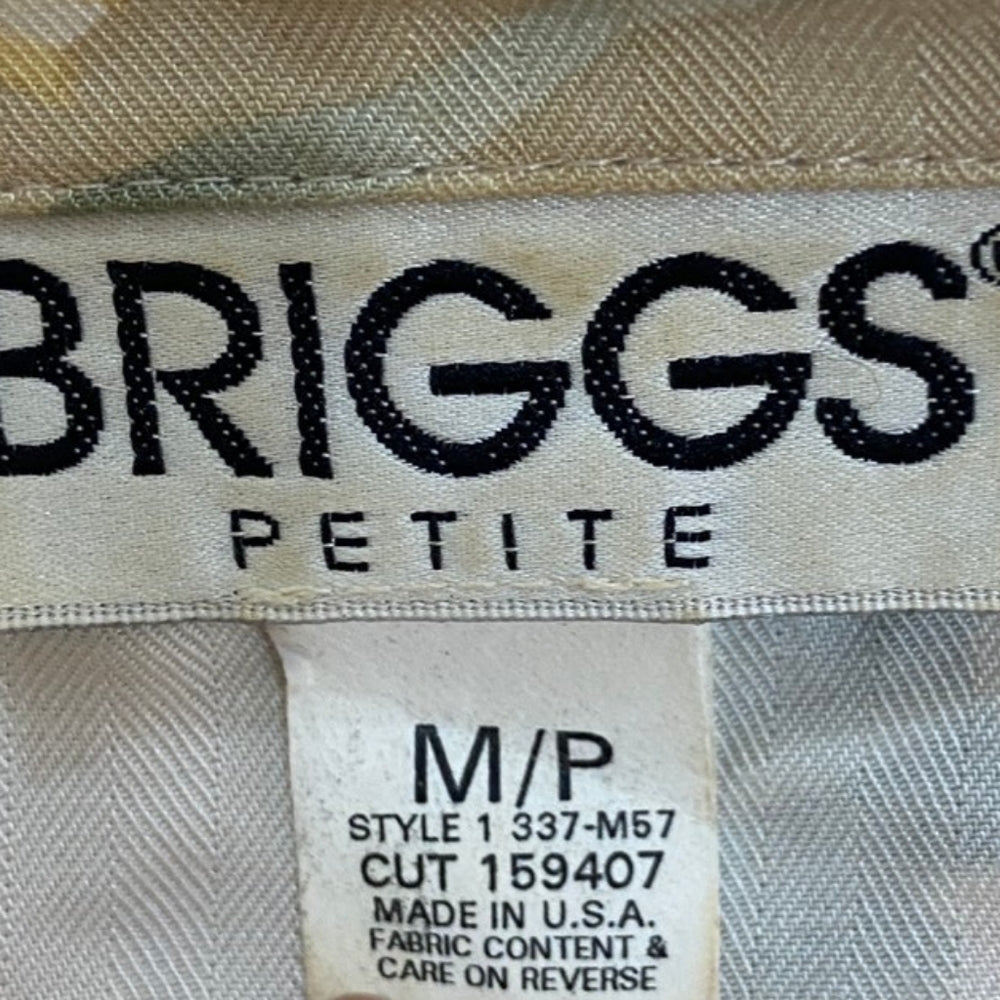 BRIGGS®
PETITE
M/P
STYLE 1 337-M57
CUT 159407
MADE IN U.S.A.
FABRIC CONTENT &
CARE ON REVERSE